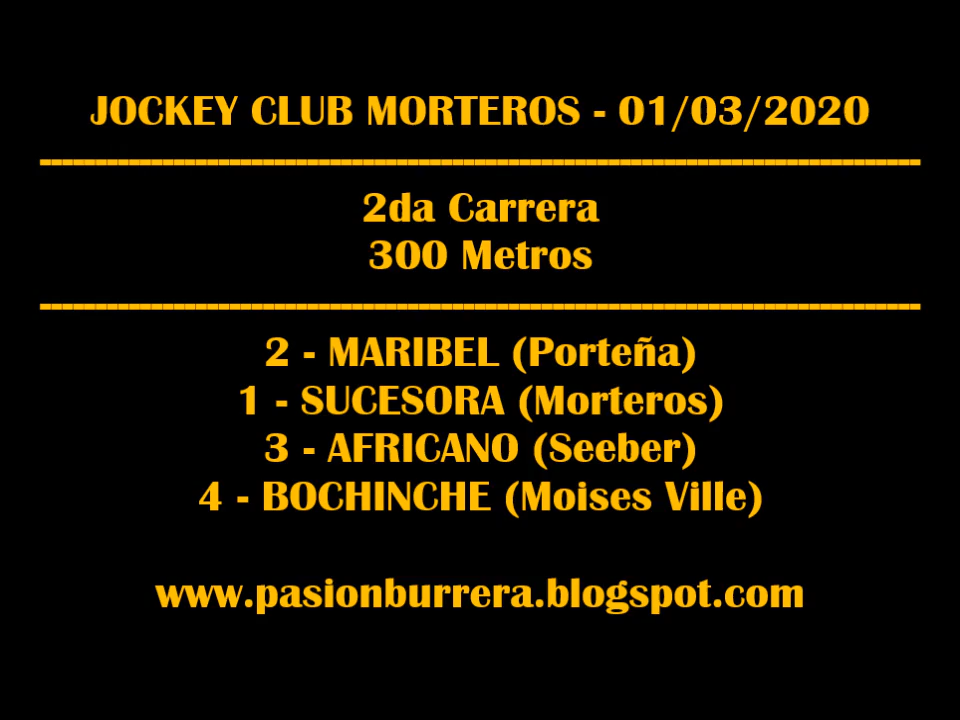 JOCKEY CLUB MORTEROS - 01/03/2020
--------------------------------------------------------------------------------
2da Carrera
300 Metros
--------------------------------------------------------------------------------
2 - MARIBEL (Porteña)
1 - SUCESORA (Morteros)
3 - AFRICANO (Seeber)
4 - BOCHINCHE (Moises Ville)
www.pasionburrera.blogspot.com